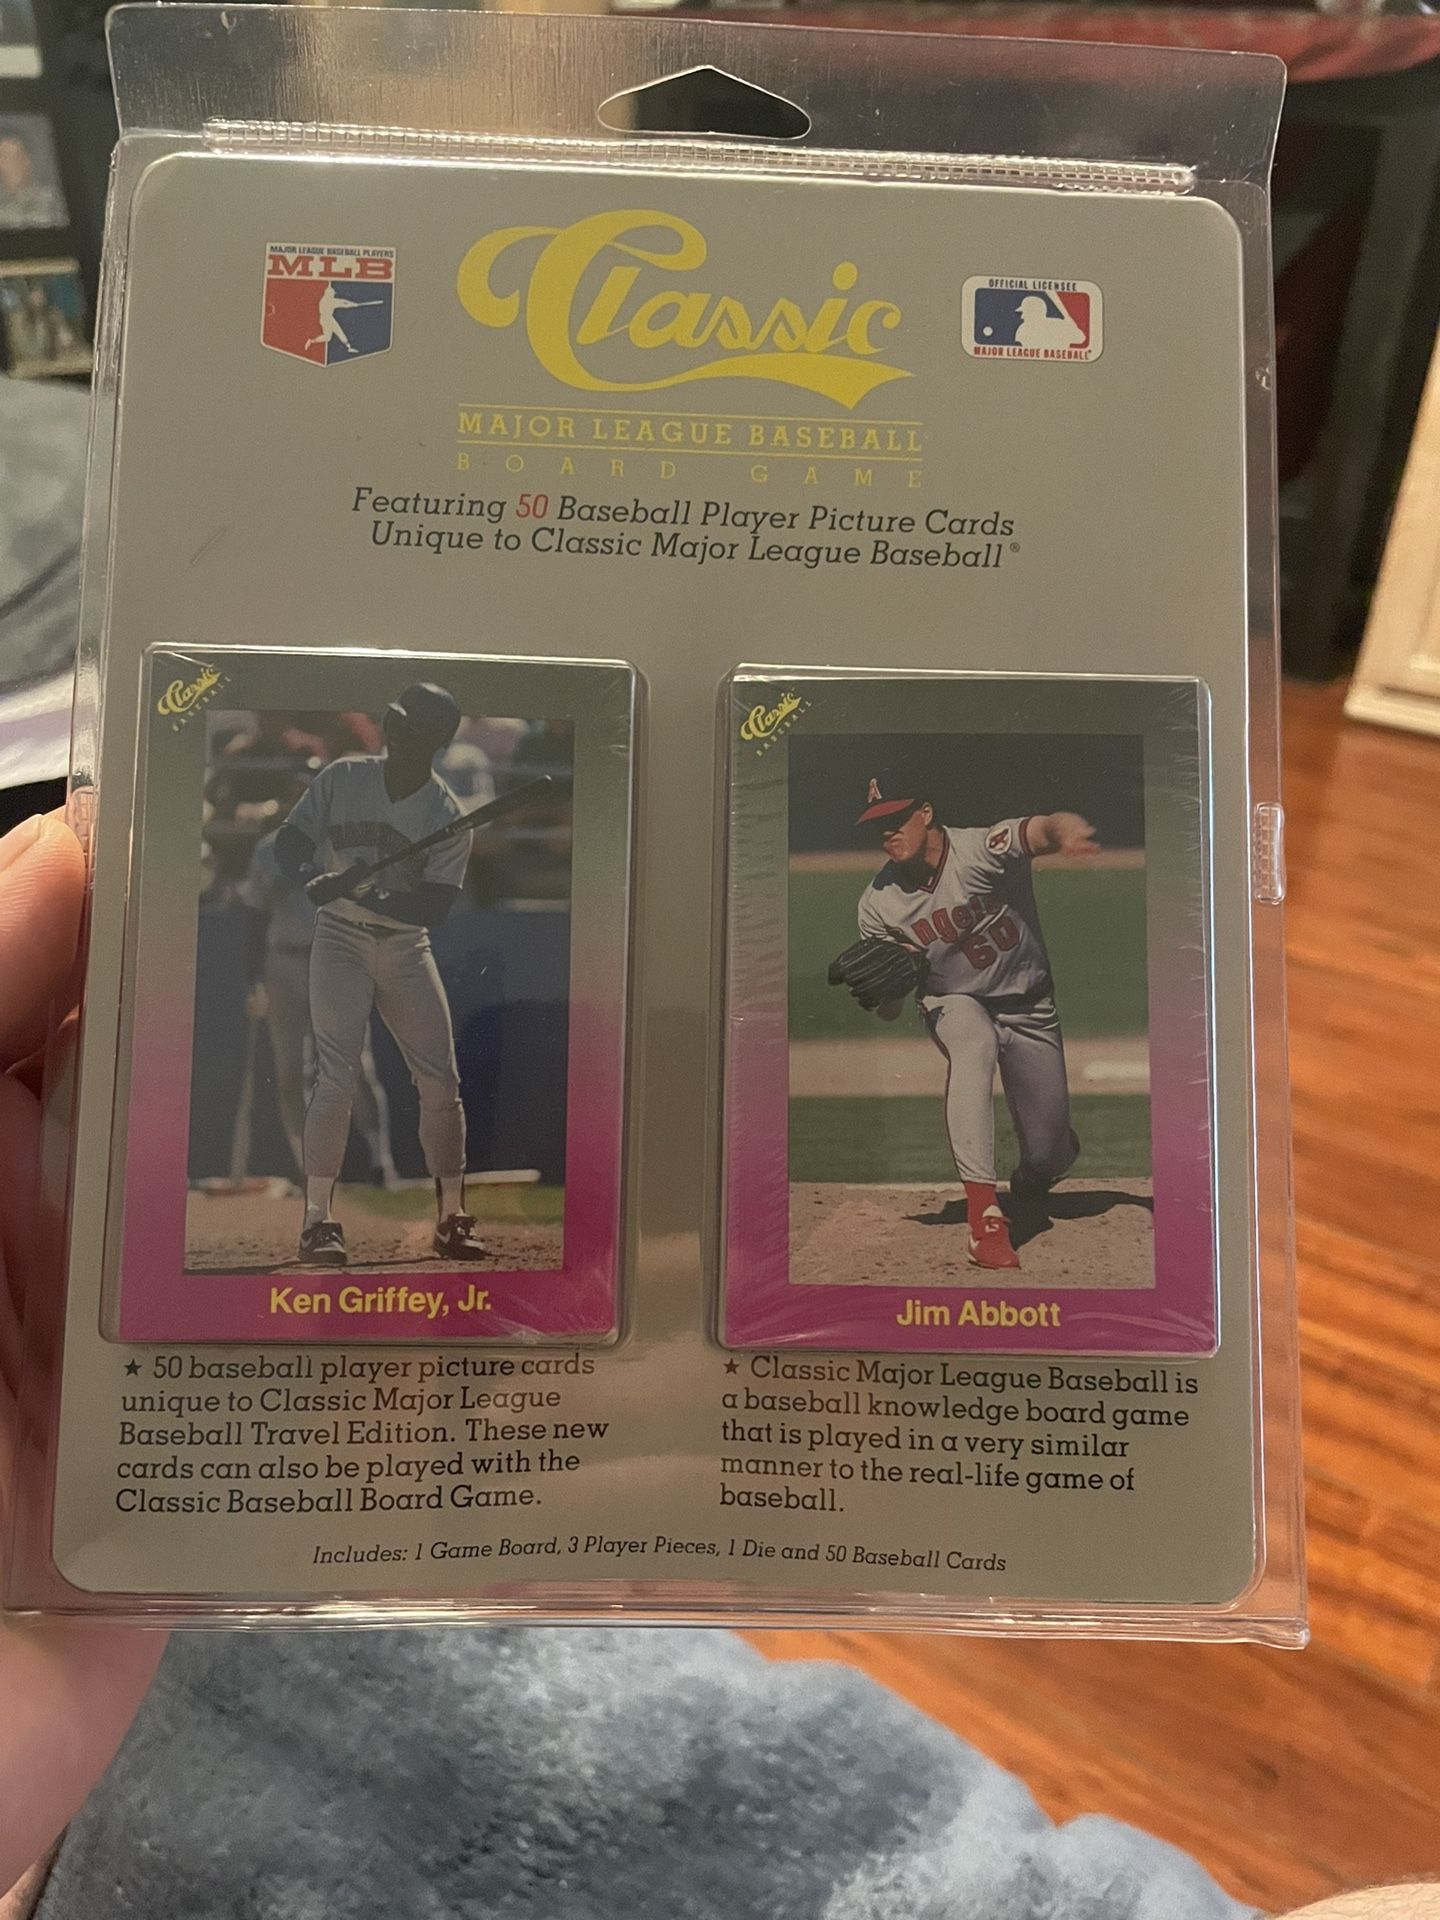 MAJOR LEAGUE BASEBALL PLAYERS
MLB
Classic
OFFICIAL LICENSEE
MAJOR LEAGUE BASEBALL
MAJOR LEAGUE BASEBALL
BOARD GAME
Featuring 50 Baseball Player Picture Cards
Unique to Classic Major League Baseball®
Classic
BASEBALL
Ken Griffey, Jr.
Classic
BASEBALL
A
A
Angels
60
Jim Abbott
★ 50 baseball player picture cards
unique to Classic Major League
Baseball Travel Edition. These new
cards can also be played with the
Classic Baseball Board Game.
★ Classic Major League Baseball is
a baseball knowledge board game
that is played in a very similar
manner to the real-life game of
baseball.
Includes: 1 Game Board, 3 Player Pieces, 1 Die and 50 Baseball Cards